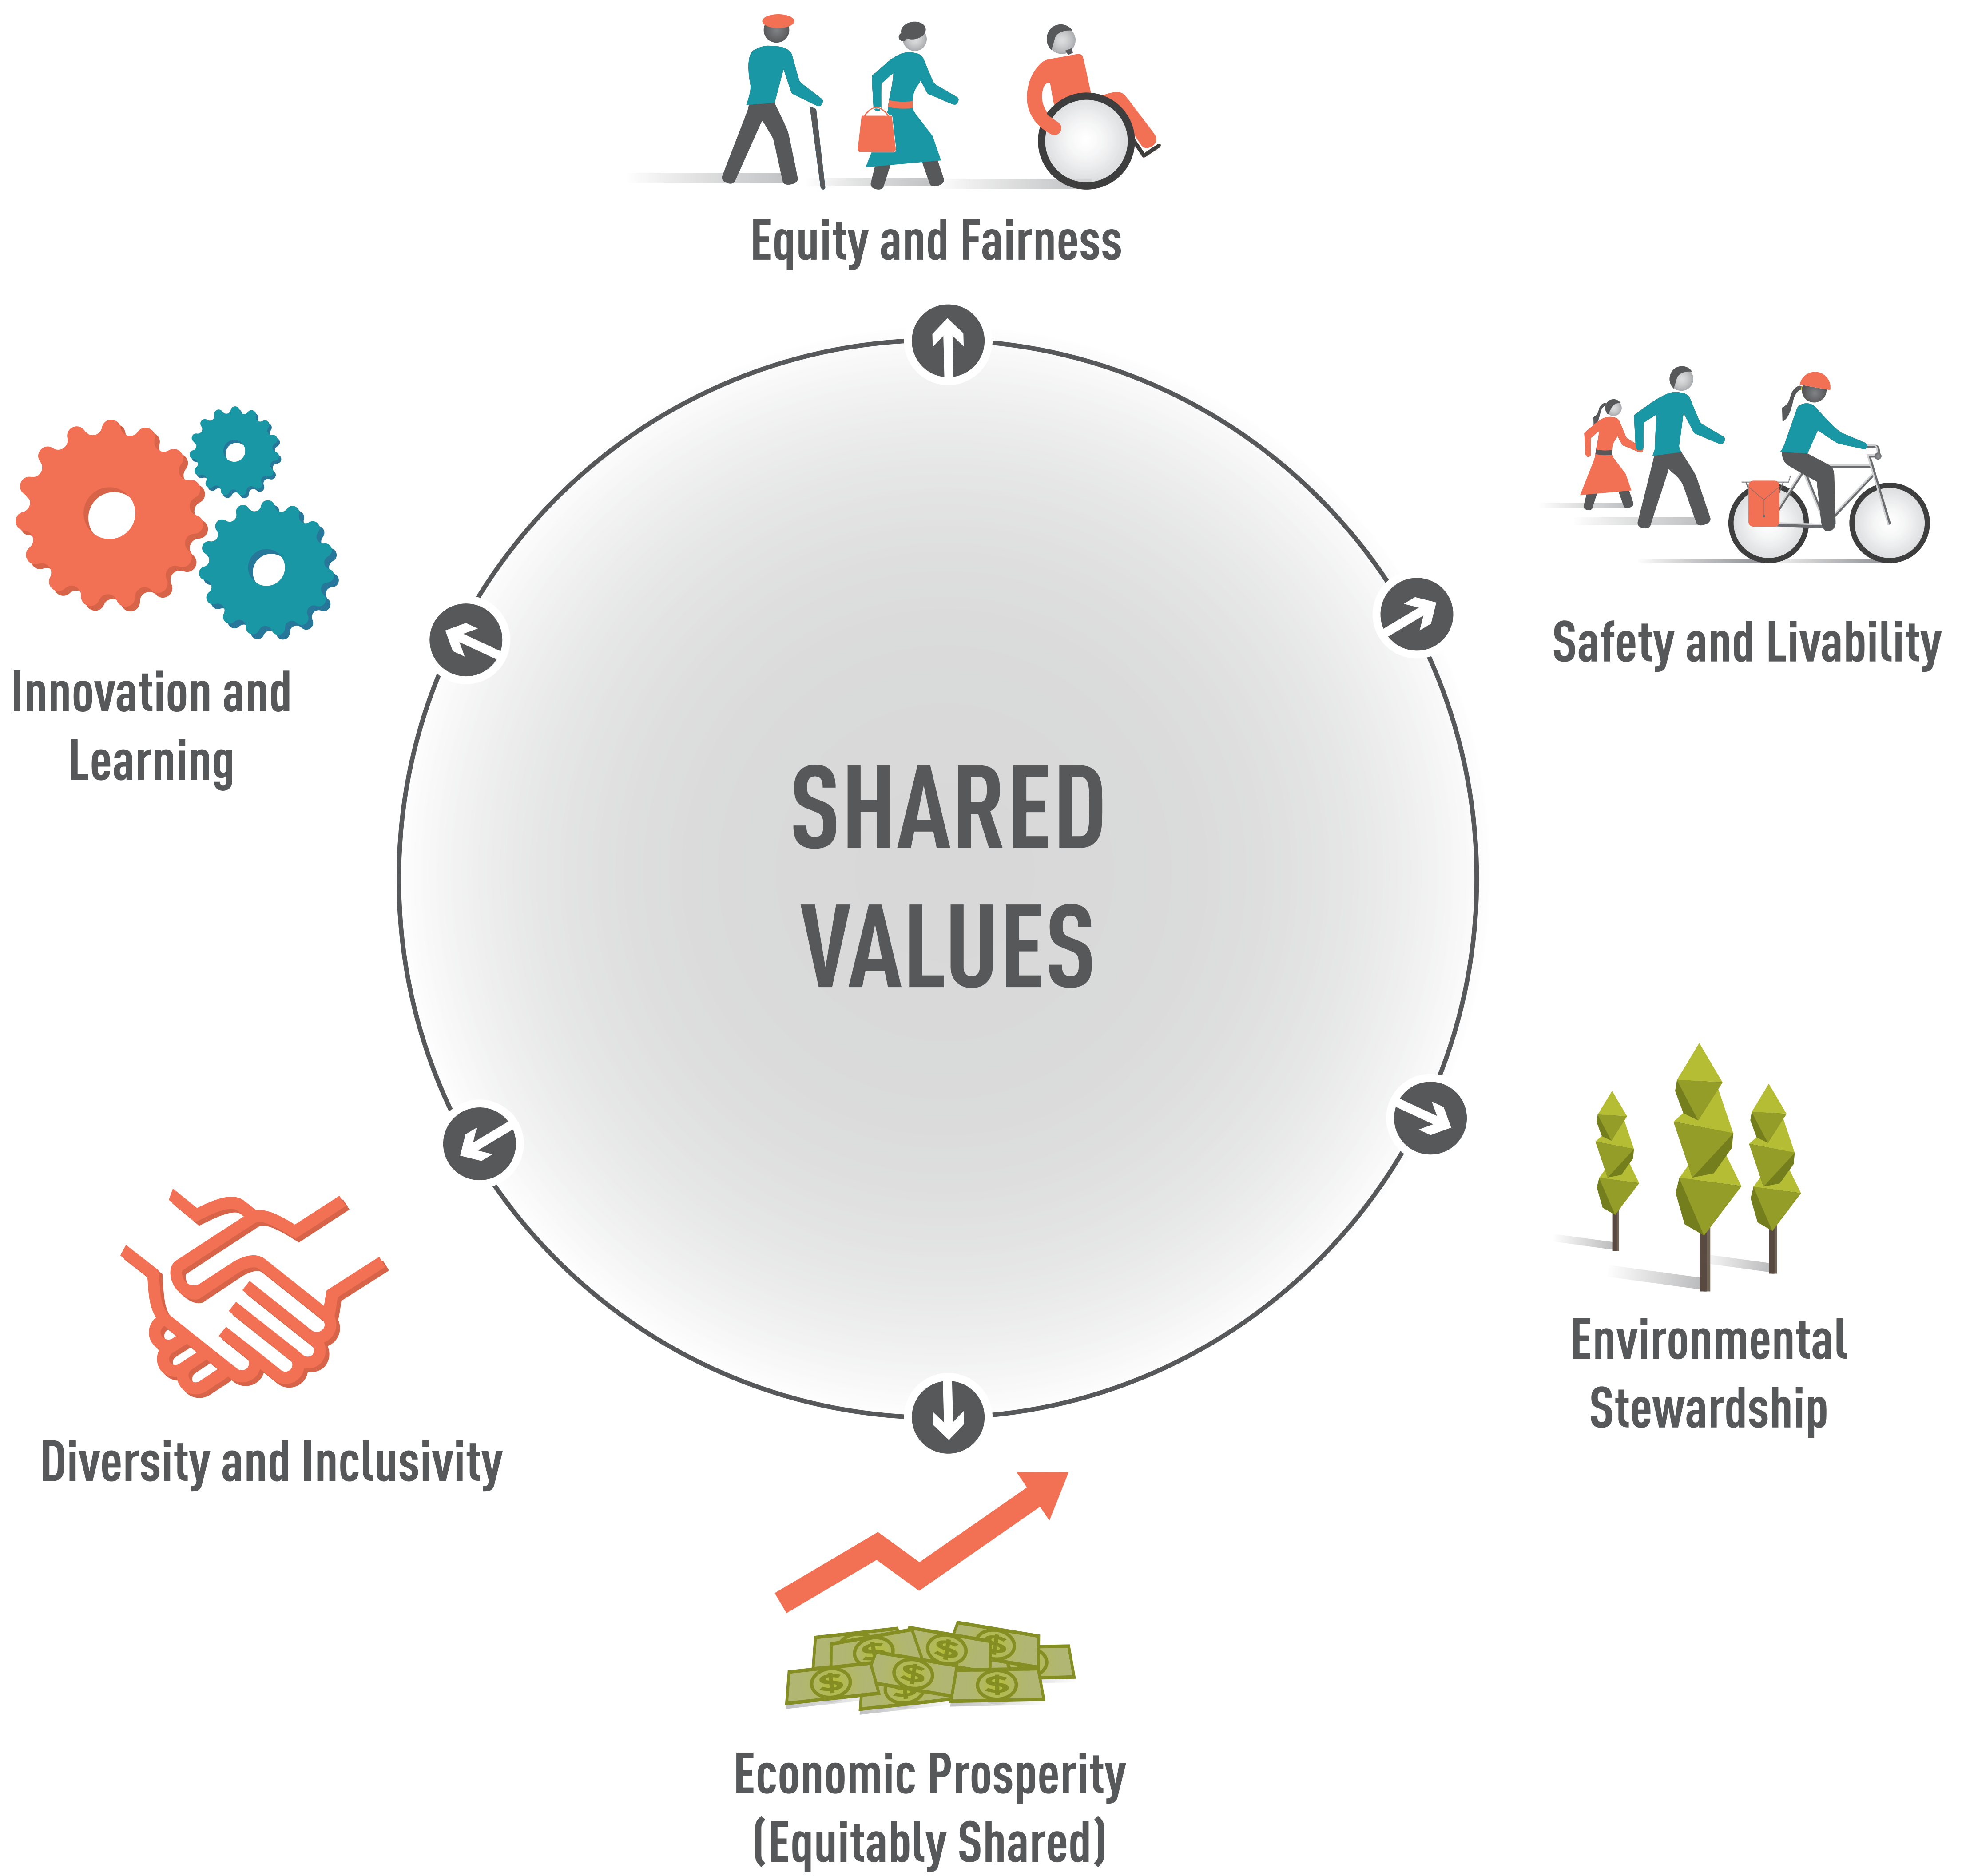 Equity and Fairness
Safety and Livability
Innovation and
Learning
SHARED
VALUES
Environmental
Stewardship
Diversity and Inclusivity
$ $ $ $ $ $ $
Economic Prosperity
(Equitably Shared)